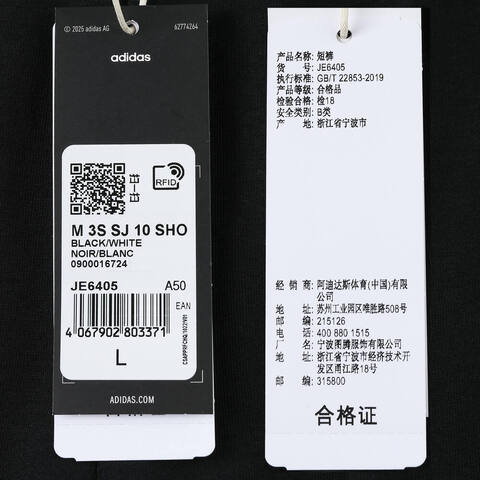 © 2025 adidas AG
62774264
adidas
RFID
M 3S SJ 10 SHO
BLACK/WHITE
NOIR/BLANC
0900016724
JE6405
A50
EAN
4 067902 803371
L
ADIDAS.COM
产品名称: 短裤
货 号: JE6405
执行标准: GB/T 22853-2019
产品等级: 合格品
检验合格: 检18
安全类别: B类
产 地: 浙江省宁波市
经 销 商: 阿迪达斯体育(中国)有限
公司
地 址: 苏州工业园区唯胜路508号
邮 编: 215126
电 话: 400 880 1515
厂 名: 宁波图腾服饰有限公司
地 址: 浙江省宁波市经济技术开
发区甬江路18号
邮 编: 315800
合格证